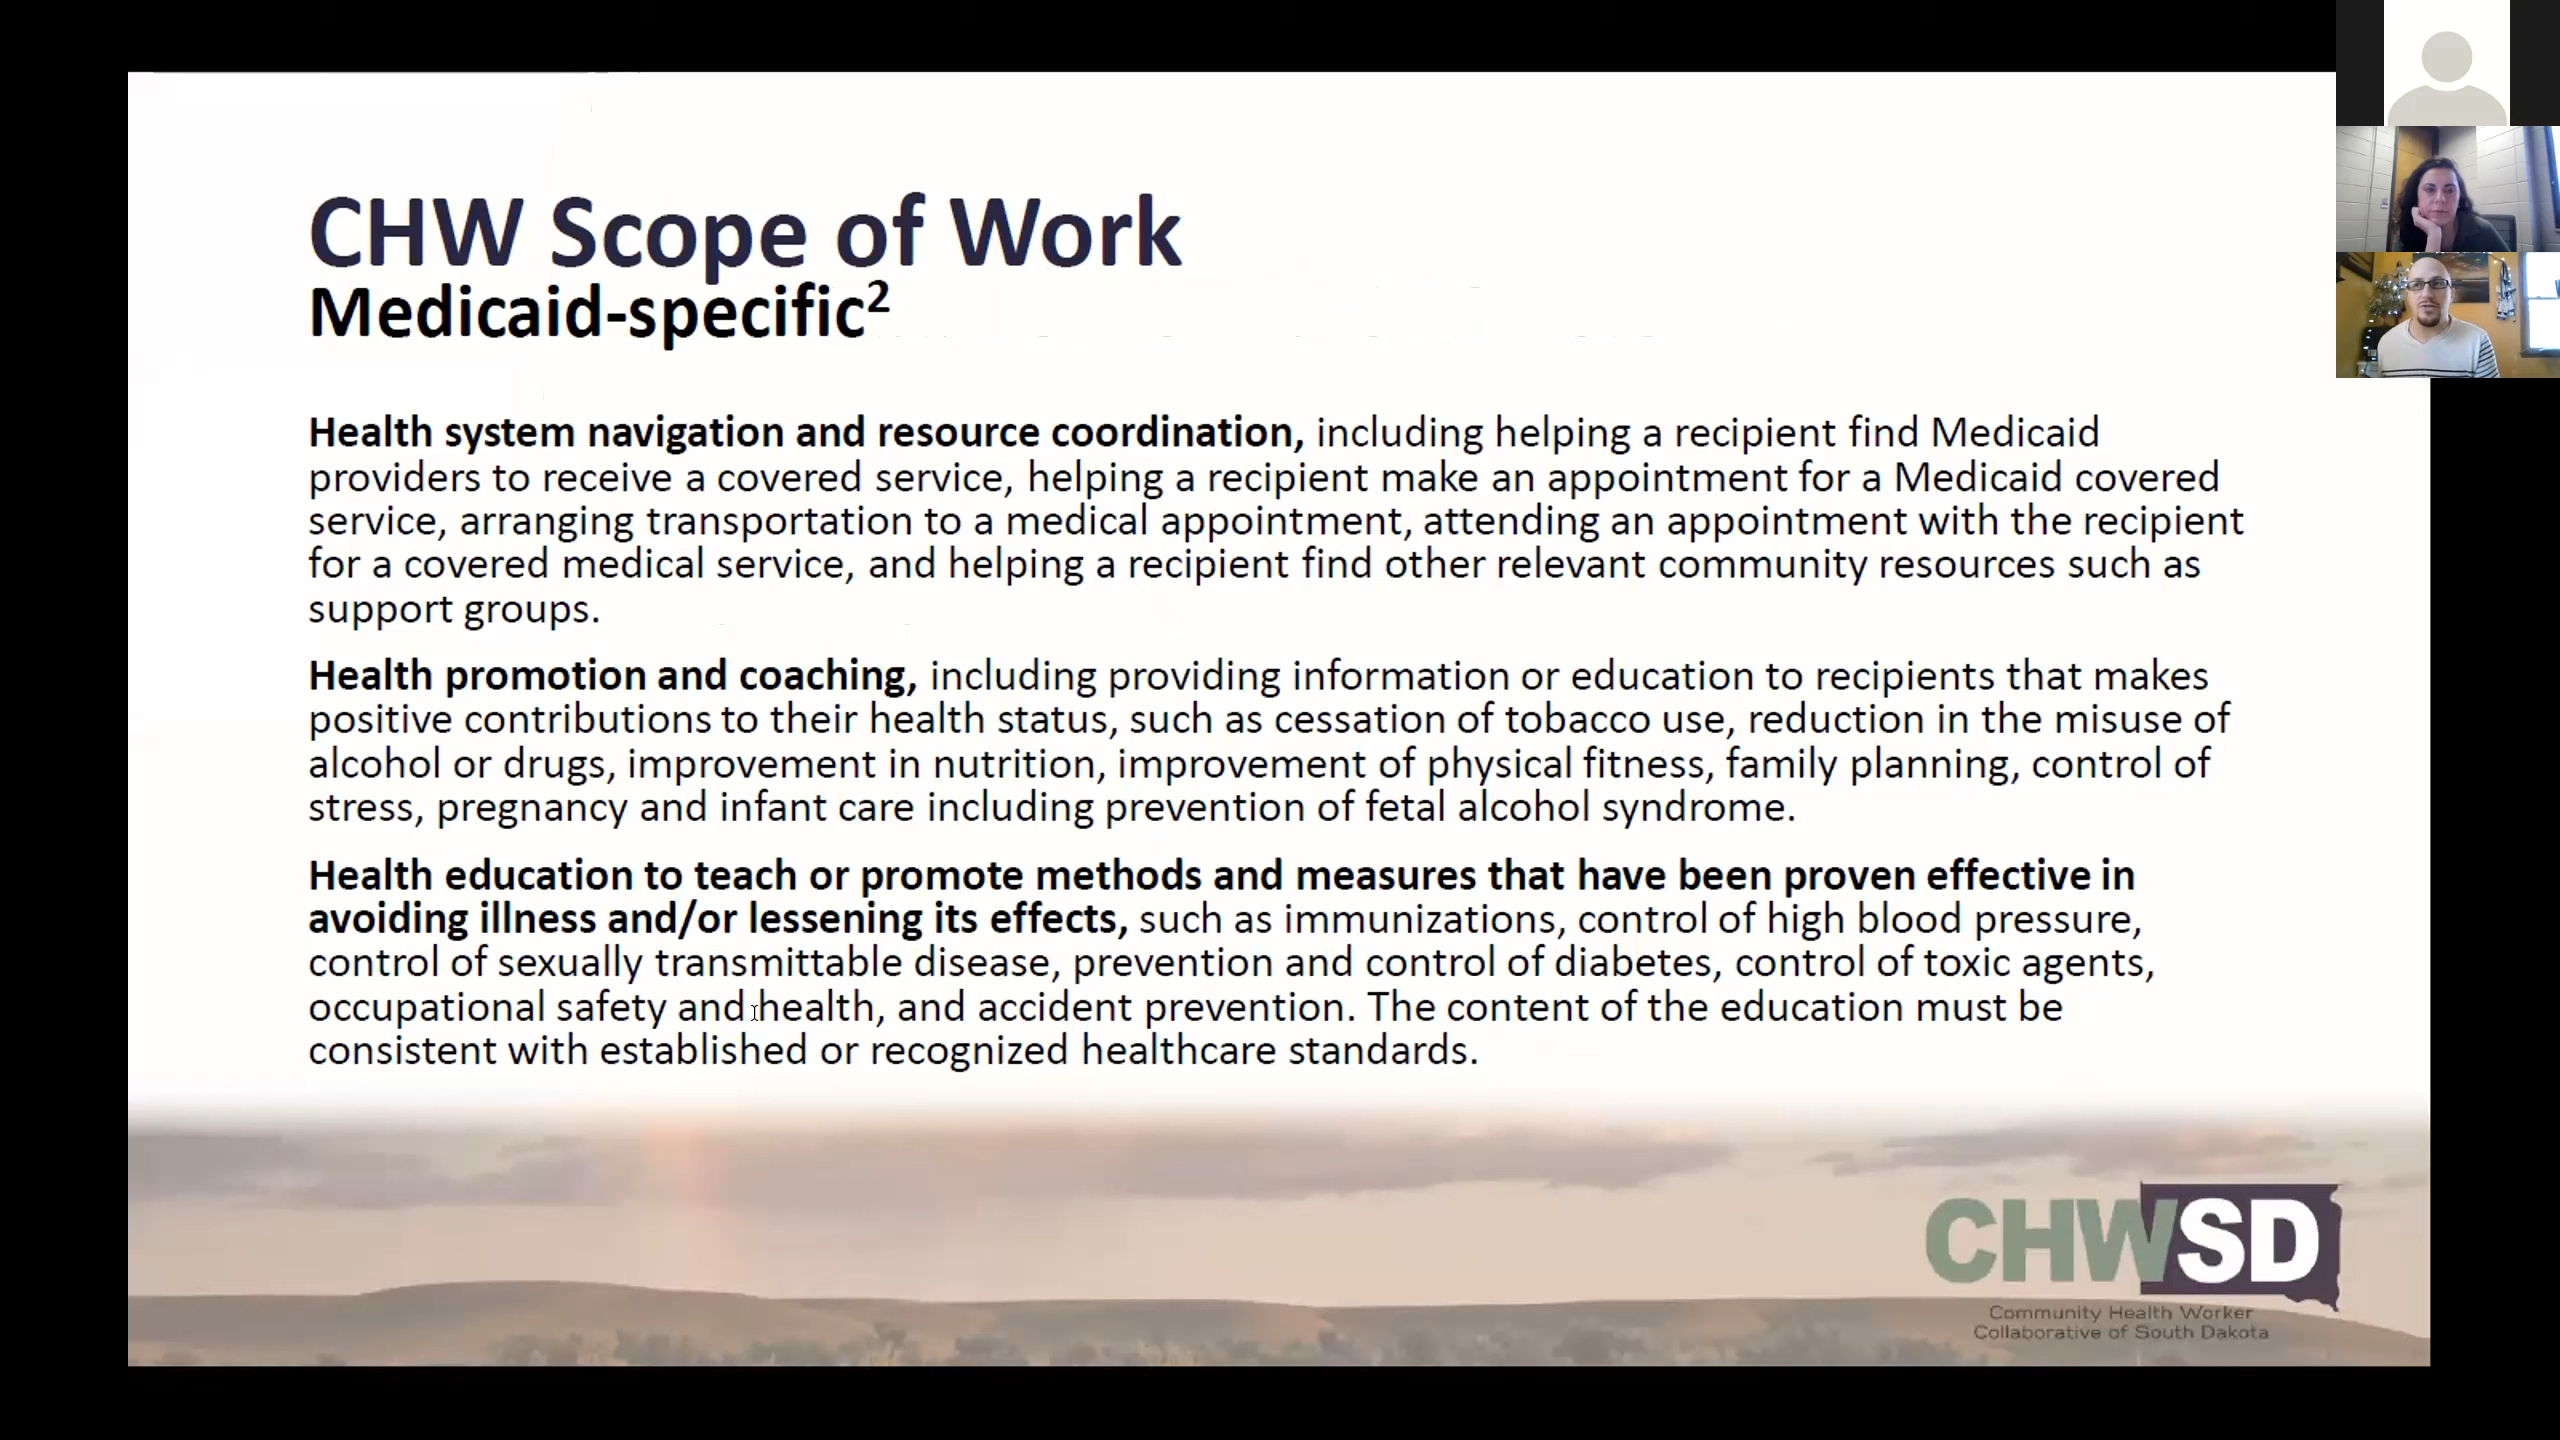 CHW Scope of Work
Medicaid-specific²
Health system navigation and resource coordination, including helping a recipient find Medicaid
providers to receive a covered service, helping a recipient make an appointment for a Medicaid covered
service, arranging transportation to a medical appointment, attending an appointment with the recipient
for a covered medical service, and helping a recipient find other relevant community resources such as
support groups.
Health promotion and coaching, including providing information or education to recipients that makes
positive contributions to their health status, such as cessation of tobacco use, reduction in the misuse of
alcohol or drugs, improvement in nutrition, improvement of physical fitness, family planning, control of
stress, pregnancy and infant care including prevention of fetal alcohol syndrome.
Health education to teach or promote methods and measures that have been proven effective in
avoiding illness and/or lessening its effects, such as immunizations, control of high blood pressure,
control of sexually transmittable disease, prevention and control of diabetes, control of toxic agents,
occupational safety and health, and accident prevention. The content of the education must be
consistent with established or recognized healthcare standards.
CHWSD
Community Health Worker
Collaborative of South Dakota